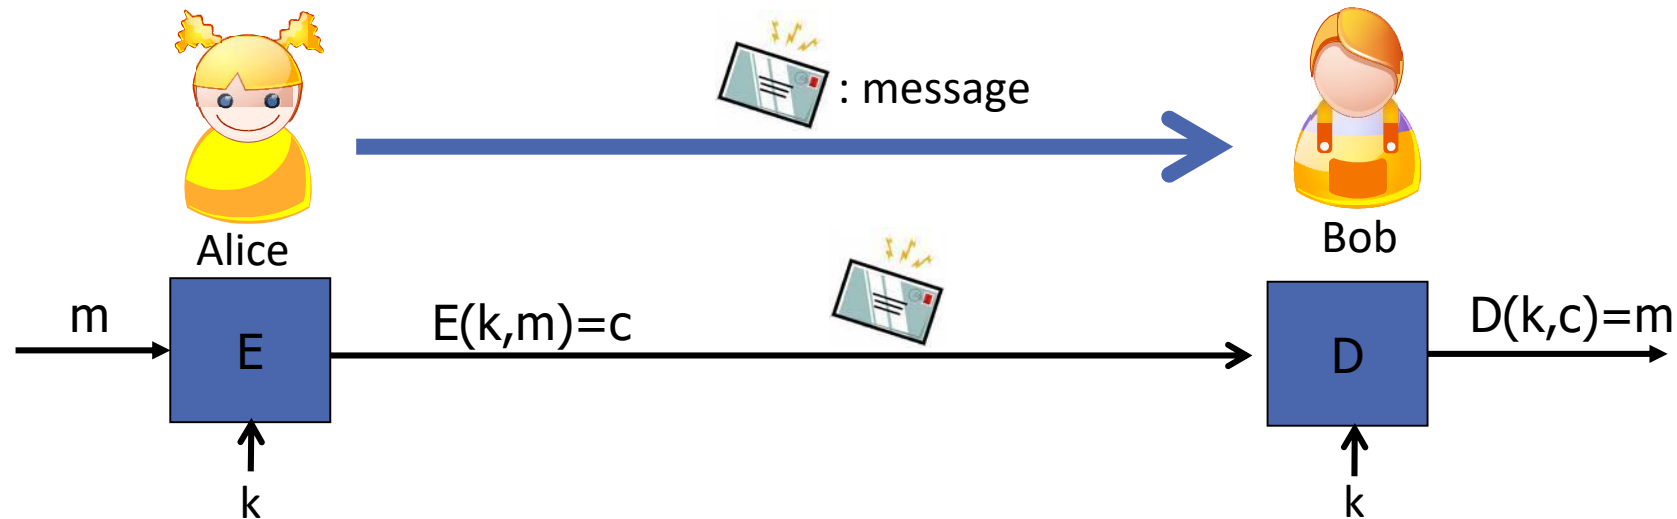 : message
Alice
Bob
m
E
E(k,m)=c
D
D(k,c)=m
k
k